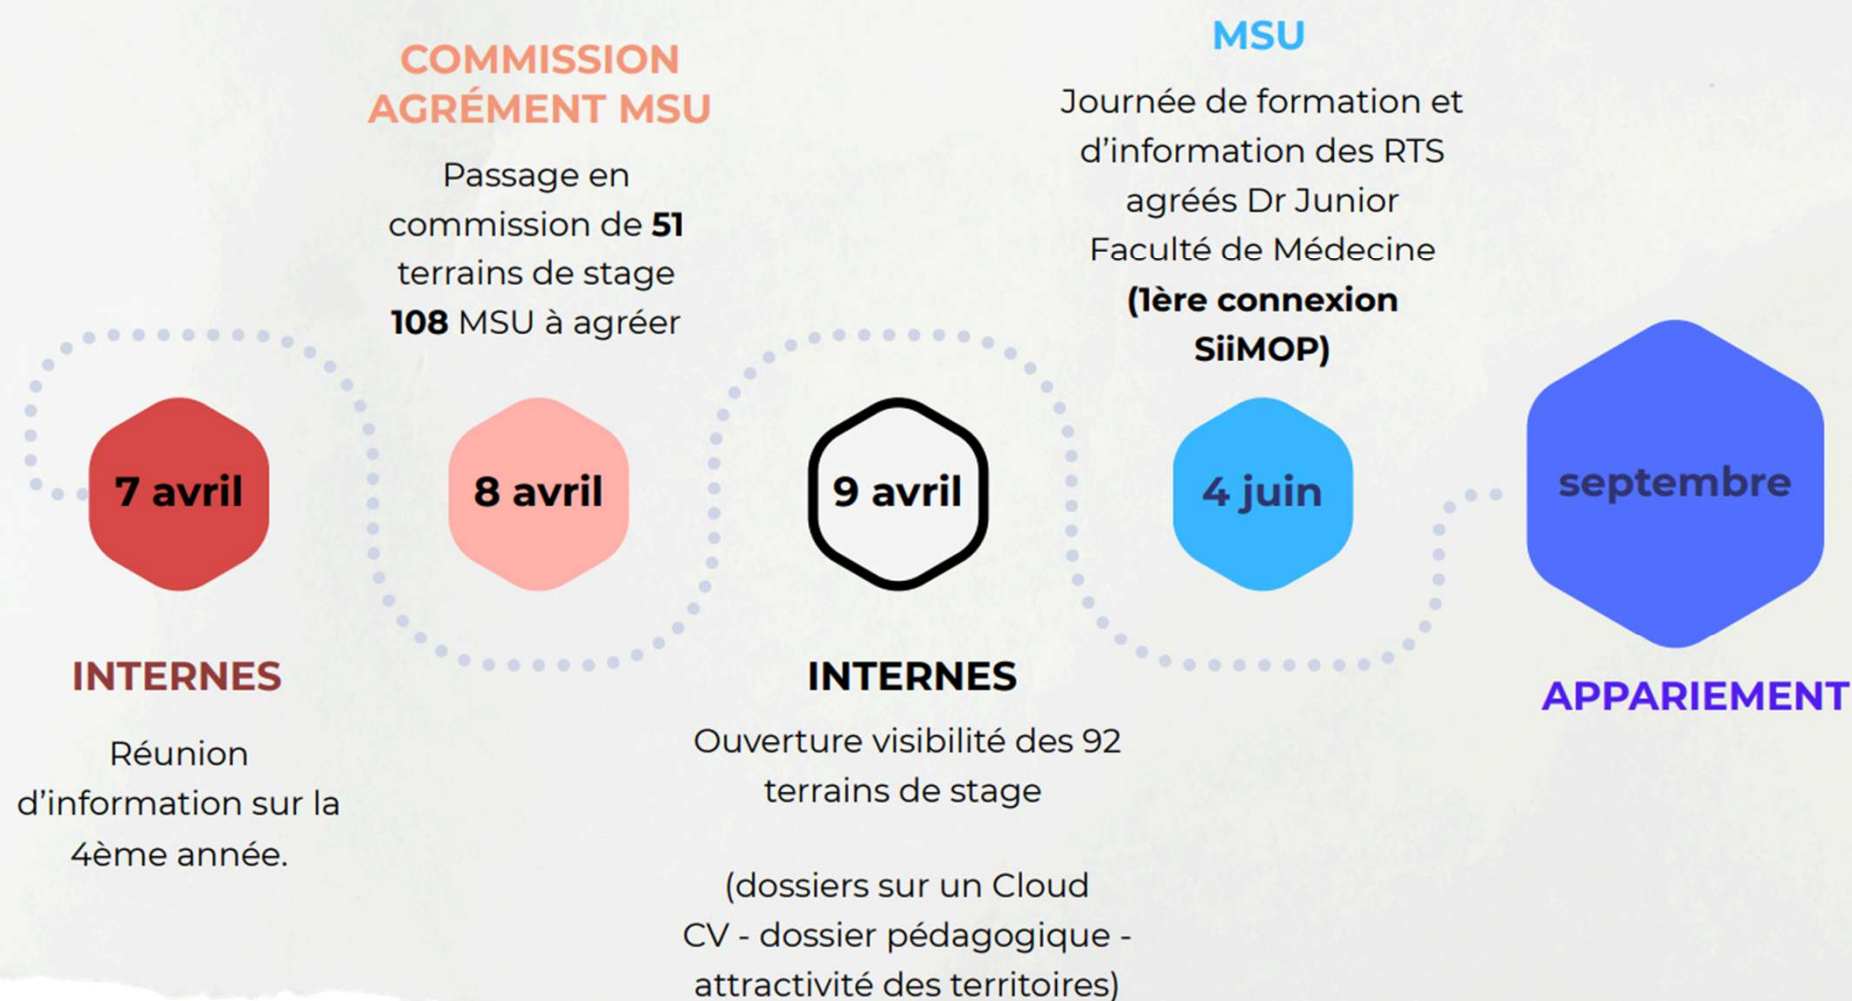 COMMISSION
AGRÉMENT MSU
Passage en
commission de 51
terrains de stage
108 MSU à agréer
MSU
Journée de formation et
d'information des RTS
agréés Dr Junior
Faculté de Médecine
(1ère connexion
SiiMOP)
7 avril
8 avril
9 avril
4 juin
septembre
INTERNES
Réunion
d'information sur la
4ème année.
INTERNES
Ouverture visibilité des 92
terrains de stage
(dossiers sur un Cloud
CV - dossier pédagogique -
attractivité des territoires)
APPARIEMENT